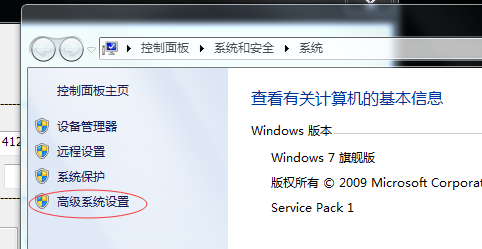 控制面板 ▸ 系统和安全 ▸ 系统
控制面板主页
设备管理器
远程设置
系统保护
高级系统设置
查看有关计算机的基本信息
Windows 版本
Windows 7 旗舰版
版权所有 © 2009 Microsoft Corporat
Service Pack 1
412